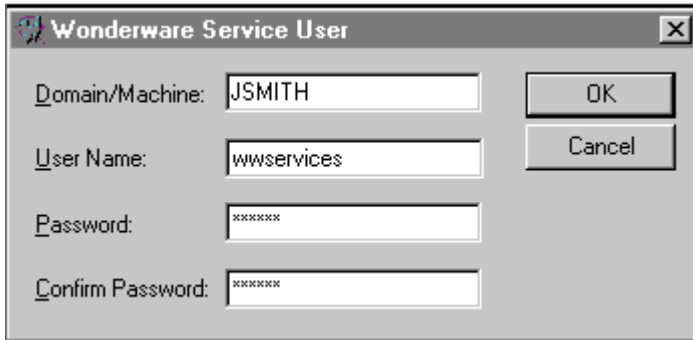 Wonderware Service User
Domain/Machine: JSMITH
OK
User Name: wwservices
Cancel
Password: ******
Confirm Password: ******